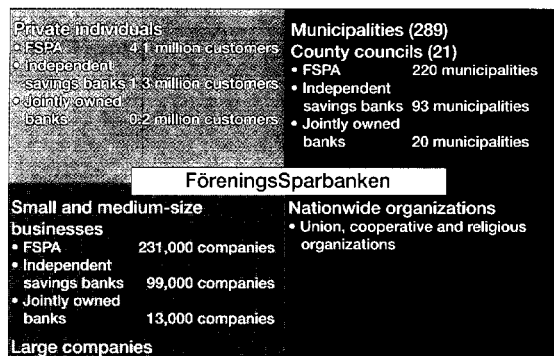 Private individuals
• FSPA 4.1 million customers
• Independent
savings banks 1.3 million customers
• Jointly owned
banks 0.2 million customers
Municipalities (289)
County councils (21)
• FSPA 220 municipalities
• Independent
savings banks 93 municipalities
• Jointly owned
banks 20 municipalities
FöreningsSparbanken
Small and medium-size
businesses
• FSPA 231,000 companies
• Independent
savings banks 99,000 companies
• Jointly owned
banks 13,000 companies
Large companies
Nationwide organizations
• Union, cooperative and religious
organizations